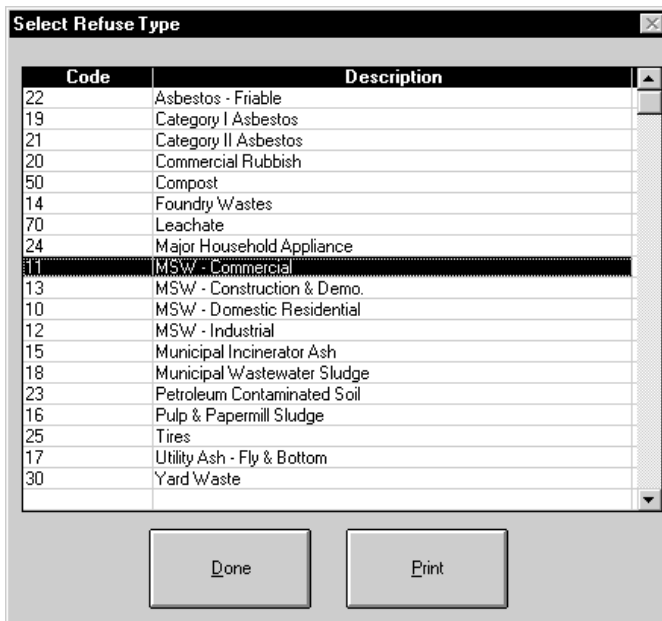 Select Refuse Type
Code Description
22 Asbestos - Friable
19 Category I Asbestos
21 Category II Asbestos
20 Commercial Rubbish
50 Compost
14 Foundry Wastes
70 Leachate
24 Major Household Appliance
11 MSW - Commercial
13 MSW - Construction & Demo.
10 MSW - Domestic Residential
12 MSW - Industrial
15 Municipal Incinerator Ash
18 Municipal Wastewater Sludge
23 Petroleum Contaminated Soil
16 Pulp & Papermill Sludge
25 Tires
17 Utility Ash - Fly & Bottom
30 Yard Waste
Done Print